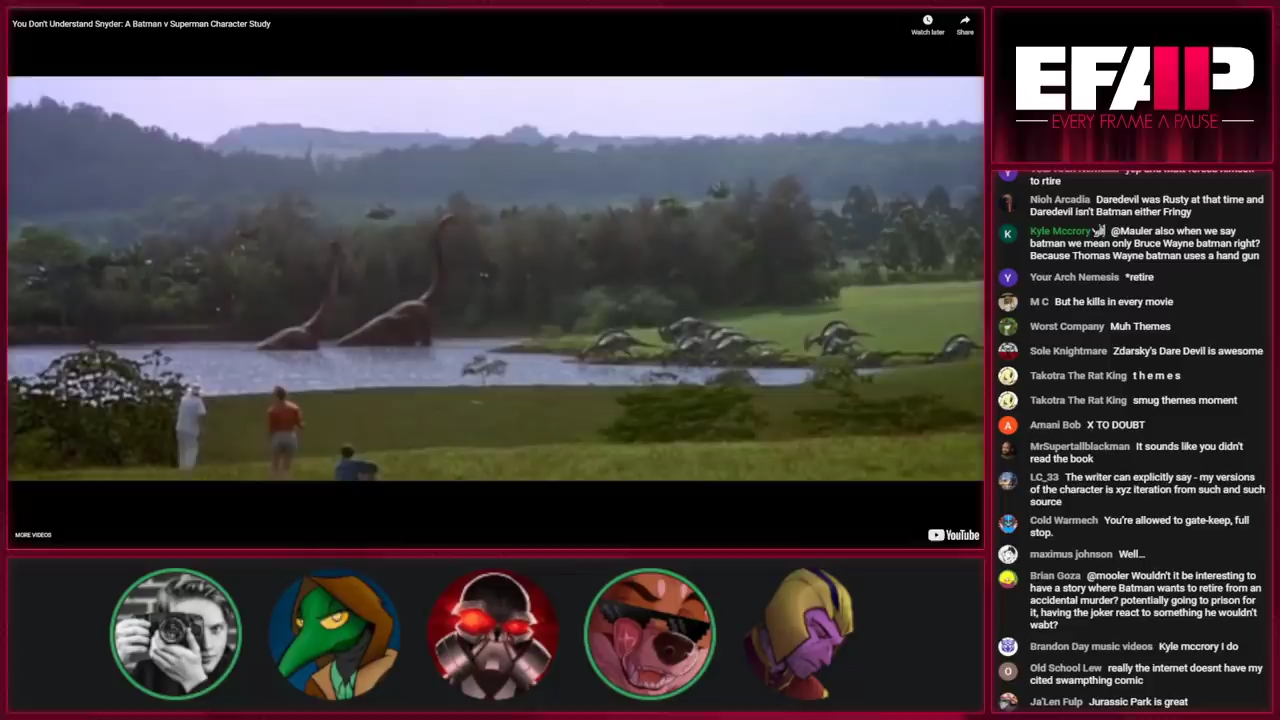 You Don't Understand Snyder: A Batman v Superman Character Study
Watch later
Share
MORE VIDEOS
YouTube
EFAP
EVERY FRAME A PAUSE
to rtire
Nioh Arcadia Daredevil was Rusty at that time and
Daredevil isn't Batman either Fringy
Kyle Mccrory @Mauler also when we say
batman we mean only Bruce Wayne batman right?
Because Thomas Wayne batman uses a hand gun
Your Arch Nemesis *retire
M C But he kills in every movie
Worst Company Muh Themes
Sole Knightmare Zdarsky's Dare Devil is awesome
Takotra The Rat King t h e m e s
Takotra The Rat King smug themes moment
Amani Bob X TO DOUBT
MrSupertallblackman It sounds like you didn't
read the book
LC_33 The writer can explicitly say - my versions
of the character is xyz iteration from such and such
source
Cold Warmech You're allowed to gate-keep, full
stop.
maximus johnson Well...
Brian Goza @mooler Wouldn't it be interesting to
have a story where Batman wants to retire from an
accidental murder? potentially going to prison for
it, having the joker react to something he wouldn't
wabt?
Brandon Day music videos Kyle mccrory I do
Old School Lew really the internet doesnt have my
cited swampthing comic
Ja'Len Fulp Jurassic Park is great